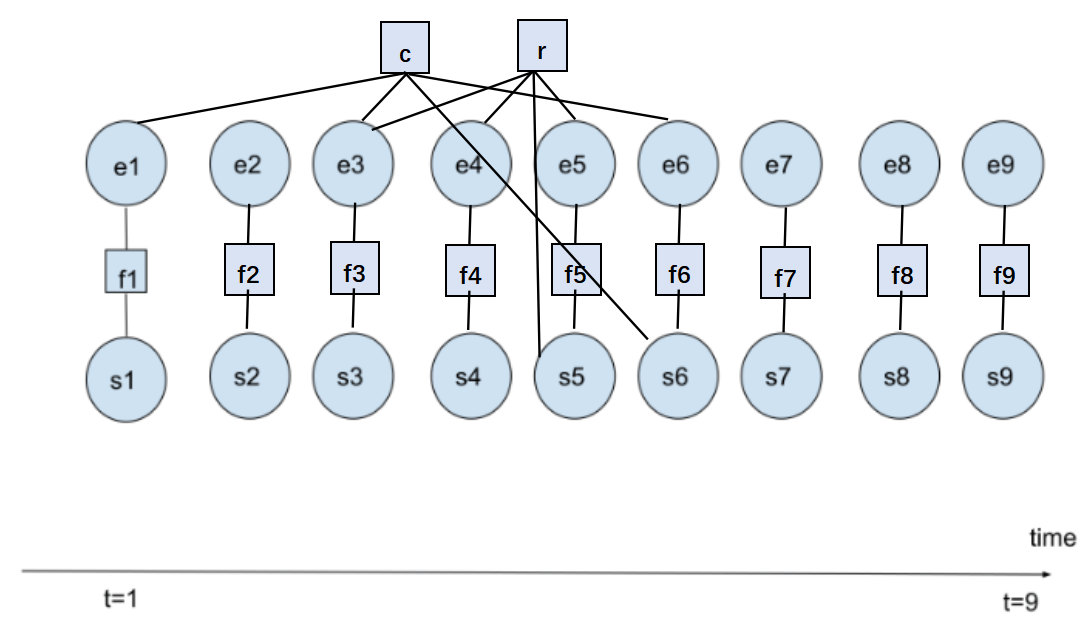 c r
e1 e2 e3 e4 e5 e6 e7 e8 e9
f1 f2 f3 f4 f5 f6 f7 f8 f9
s1 s2 s3 s4 s5 s6 s7 s8 s9
time
t=1 t=9